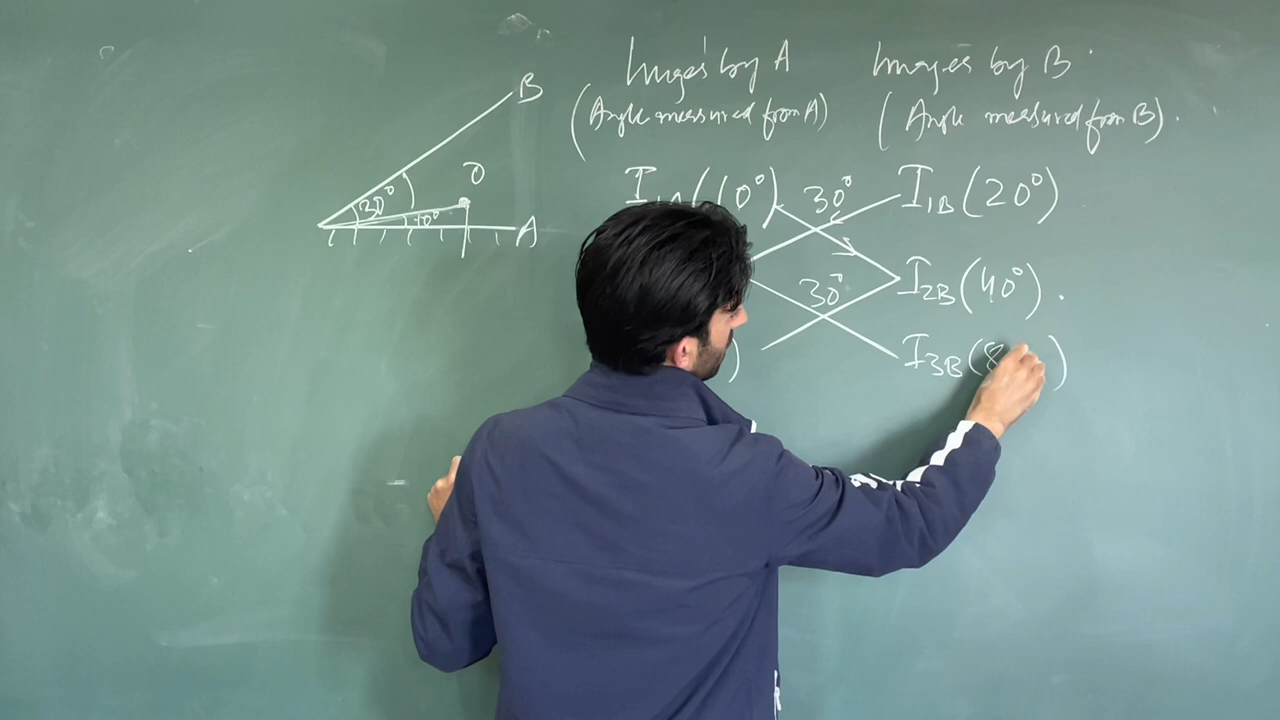 Images by A
Images by B
(Angle measured from A)
(Angle measured from B).
B
O
30°
10°
A
I1A(10°)
30°
I1B(20°)
30°
I2B(40°).
)
I3B(8 )